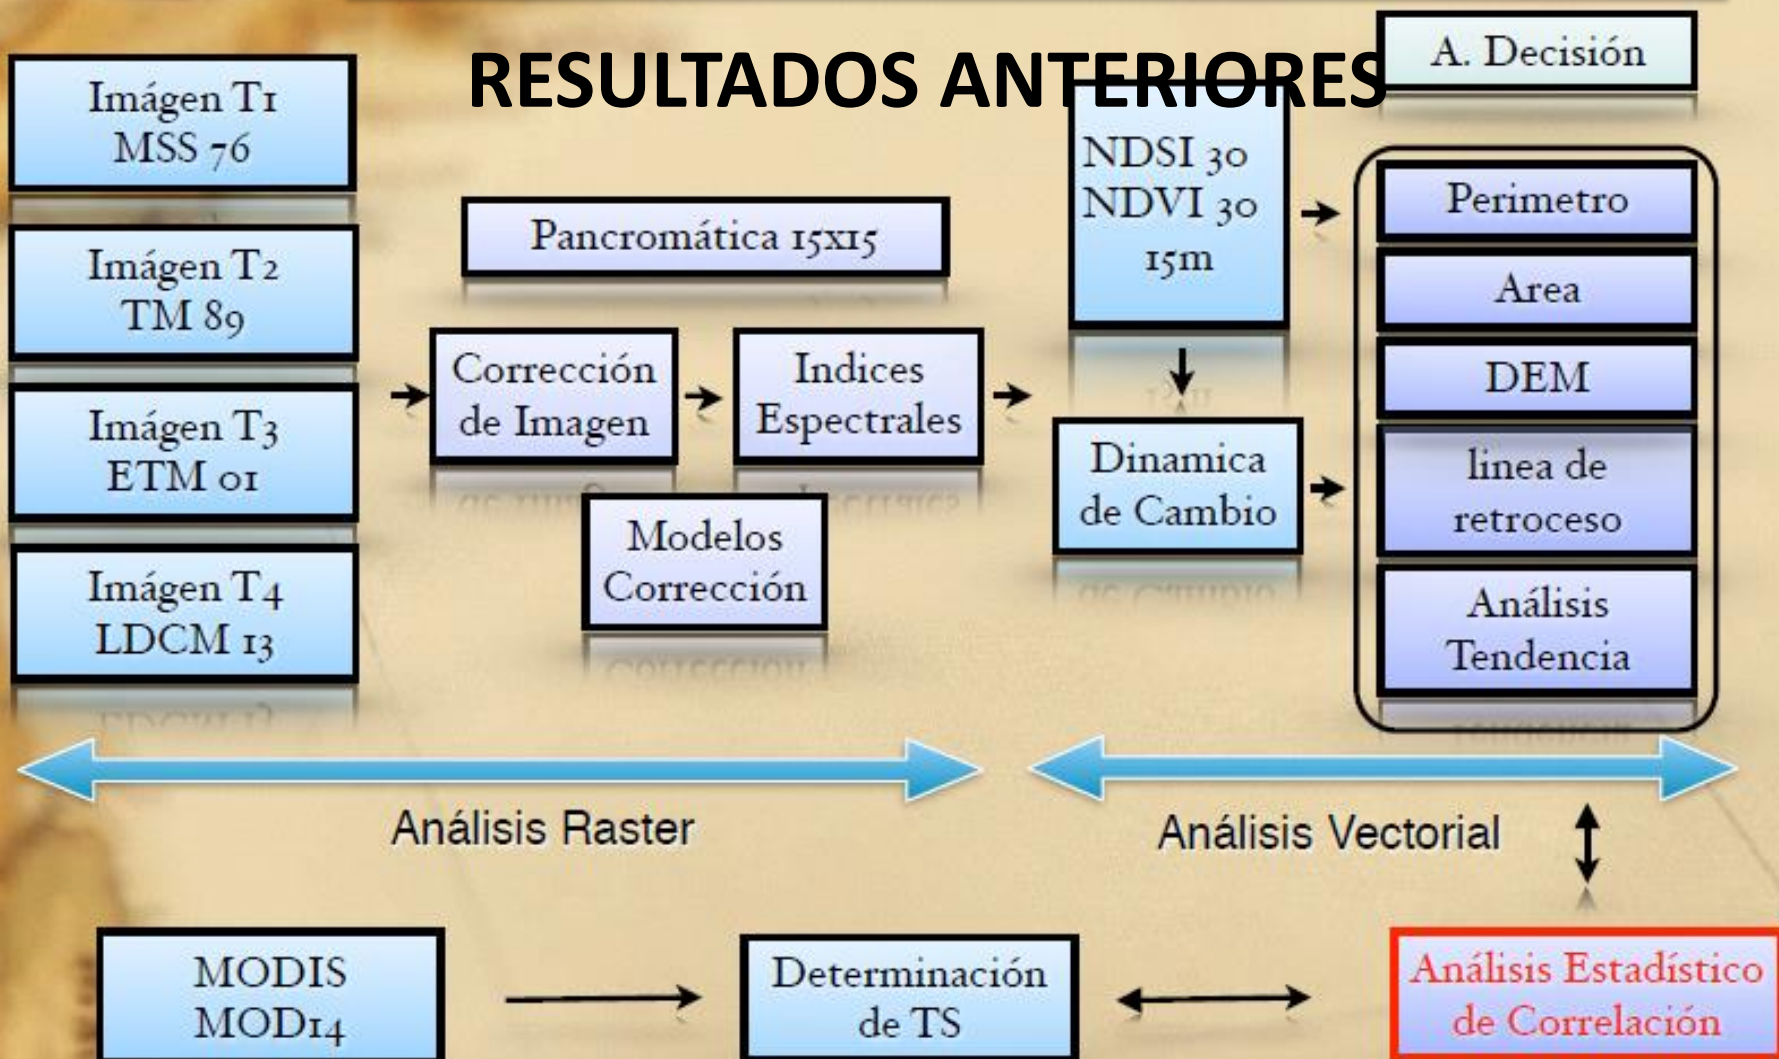 RESULTADOS ANTERIORES
Imágen T1
MSS 76
Imágen T2
TM 89
Imágen T3
ETM 01
Imágen T4
LDCM 13
Pancromática 15x15
Corrección
de Imagen
Indices
Espectrales
Modelos
Corrección
NDSI 30
NDVI 30
15m
Dinamica
de Cambio
A. Decisión
Perimetro
Area
DEM
linea de
retroceso
Análisis
Tendencia
Análisis Raster
Análisis Vectorial
MODIS
MOD14
Determinación
de TS
Análisis Estadístico
de Correlación